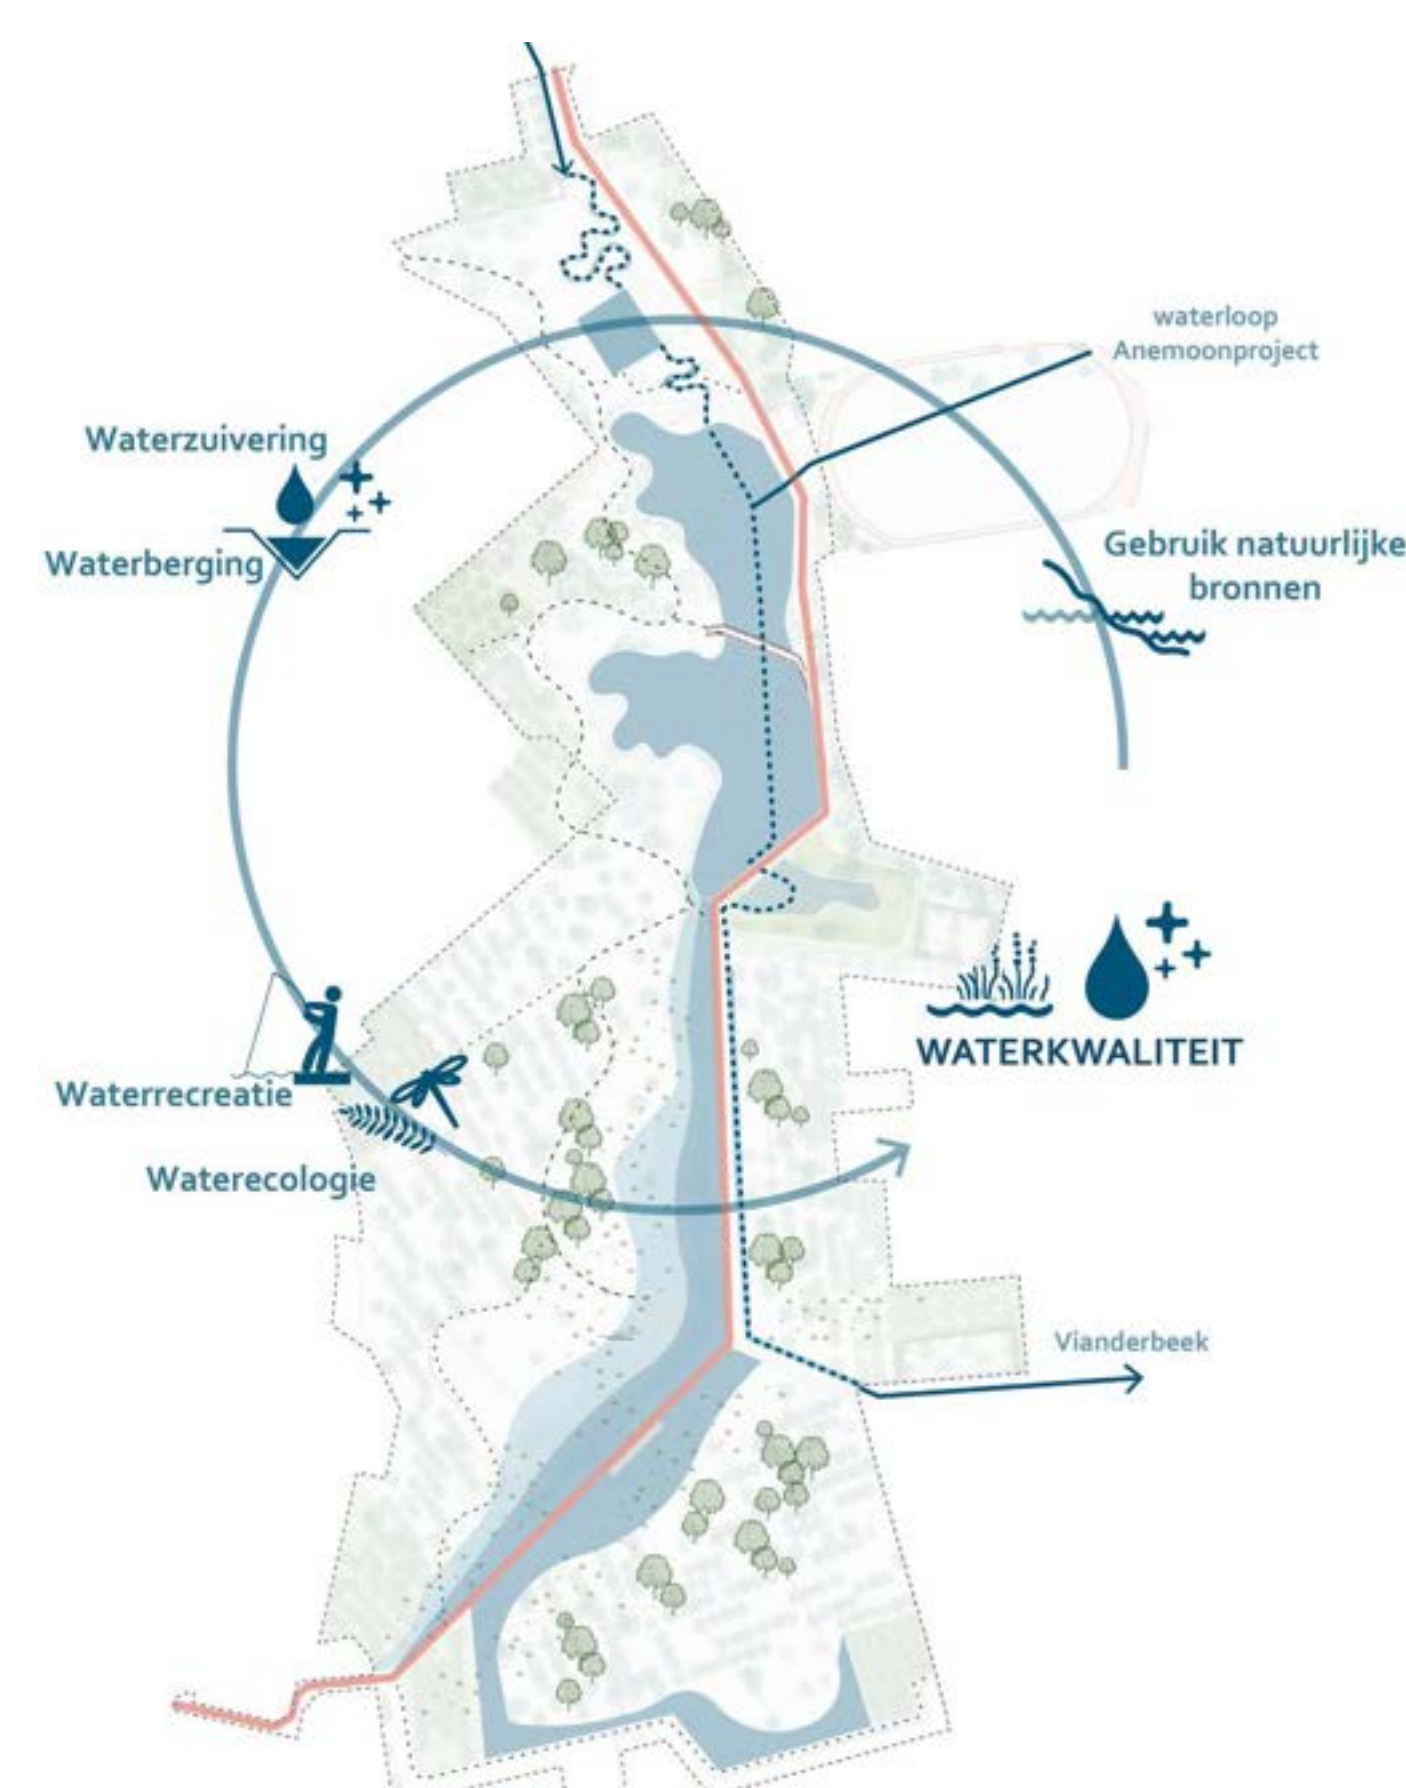 waterloop
Anemoonproject
Waterzuivering
Waterberging
Gebruik natuurlijke
bronnen
WATERKWALITEIT
Waterrecreatie
Waterecologie
Vianderbeek